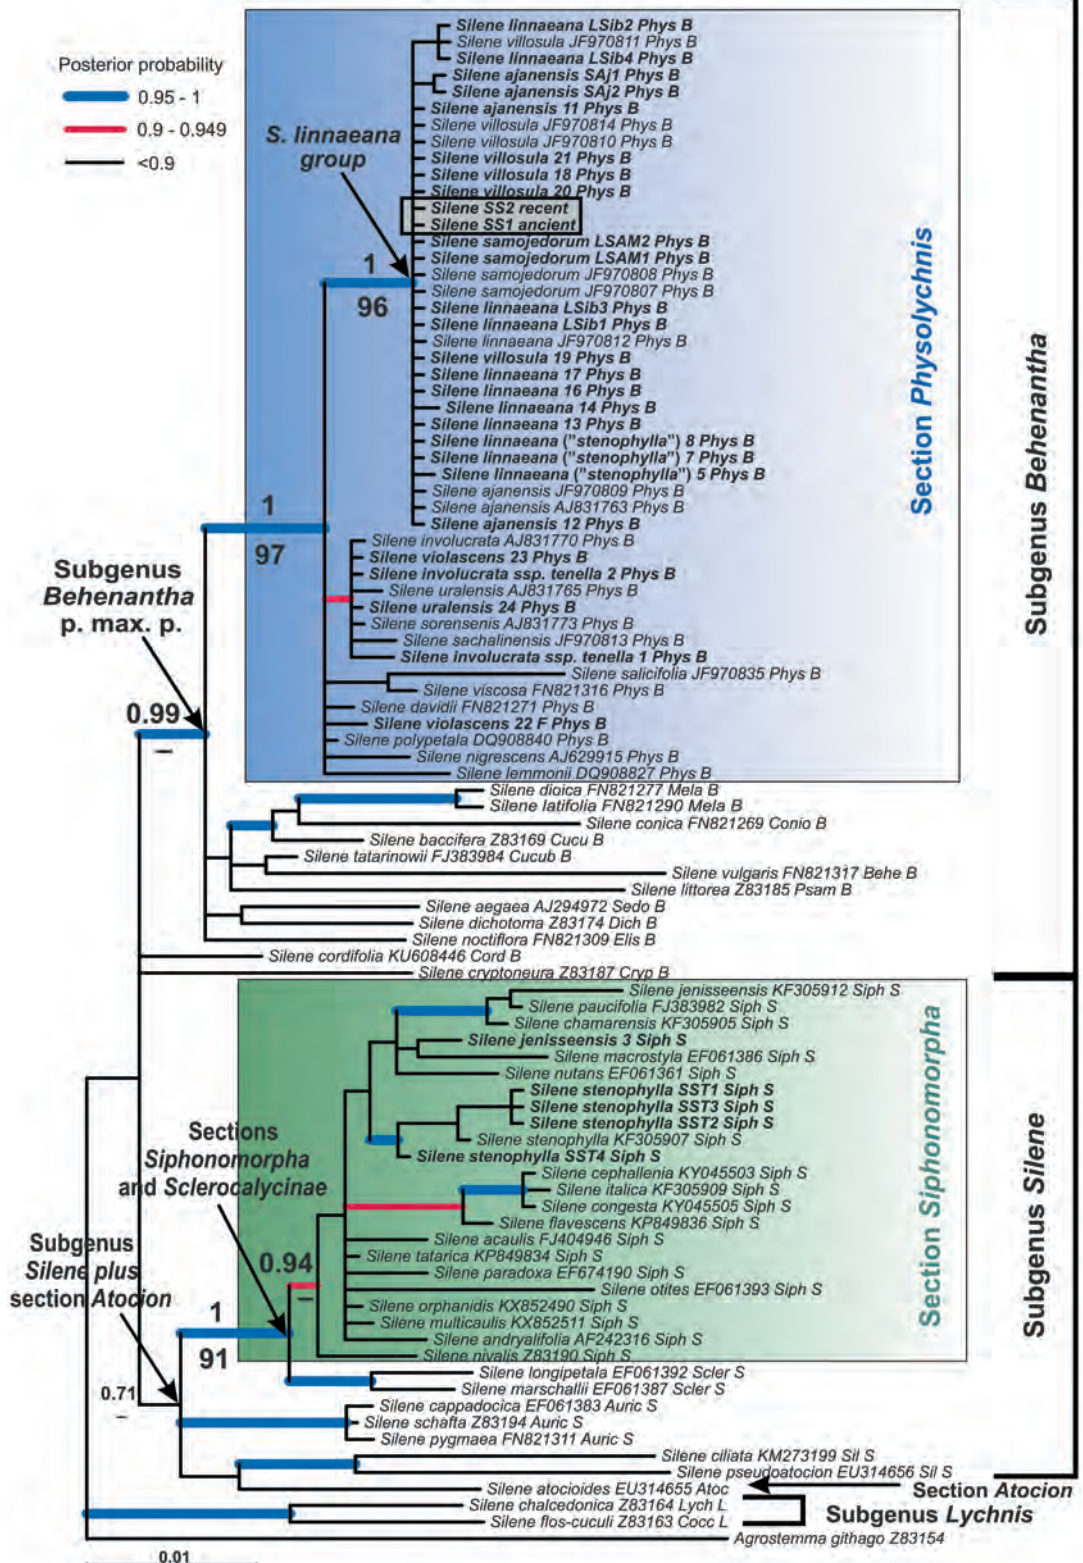 Posterior probability
0.95 - 1
0.9 - 0.949
<0.9
S. linnaeana
group
Silene linnaeana LSib2 Phys B
Silene villosula JF970811 Phys B
Silene linnaeana LSib4 Phys B
Silene ajanensis SAj1 Phys B
Silene ajanensis SAj2 Phys B
Silene ajanensis 11 Phys B
Silene villosula JF970814 Phys B
Silene villosula JF970810 Phys B
Silene villosula 21 Phys B
Silene villosula 18 Phys B
Silene villosula 20 Phys B
Silene SS2 recent
Silene SS1 ancient
Silene samojedorum LSAM2 Phys B
Silene samojedorum LSAM1 Phys B
Silene samojedorum JF970808 Phys B
Silene samojedorum JF970807 Phys B
Silene linnaeana LSib3 Phys B
Silene linnaeana LSib1 Phys B
Silene linnaeana JF970812 Phys B
Silene villosula 19 Phys B
Silene linnaeana 17 Phys B
Silene linnaeana 16 Phys B
Silene linnaeana 14 Phys B
Silene linnaeana 13 Phys B
Silene linnaeana ("stenophylla") 8 Phys B
Silene linnaeana ("stenophylla") 7 Phys B
Silene linnaeana ("stenophylla") 5 Phys B
Silene ajanensis JF970809 Phys B
Silene ajanensis AJ831763 Phys B
Silene ajanensis 12 Phys B
Silene involucrata AJ831770 Phys B
Silene violascens 23 Phys B
Silene involucrata ssp. tenella 2 Phys B
Silene uralensis AJ831765 Phys B
Silene uralensis 24 Phys B
Silene sorensenis AJ831773 Phys B
Silene sachalinensis JF970813 Phys B
Silene involucrata ssp. tenella 1 Phys B
Silene salicifolia JF970835 Phys B
Silene viscosa FN821316 Phys B
Silene davidii FN821271 Phys B
Silene violascens 22 F Phys B
Silene polypetala DQ908840 Phys B
Silene nigrescens AJ629915 Phys B
Silene lemmonii DQ908827 Phys B
1
96
1
97
Section Physolychnis
Subgenus Behenantha
Subgenus
Behenantha
p. max. p.
0.99
–
Silene dioica FN821277 Mela B
Silene latifolia FN821290 Mela B
Silene conica FN821269 Conio B
Silene baccifera Z83169 Cucu B
Silene tatarinowii FJ383984 Cucub B
Silene vulgaris FN821317 Behe B
Silene littorea Z83185 Psam B
Silene aegaea AJ294972 Sedo B
Silene dichotoma Z83174 Dich B
Silene noctiflora FN821309 Elis B
Silene cordifolia KU608446 Cord B
Silene cryptoneura Z83187 Cryp B
Silene jenisseensis KF305912 Siph S
Silene paucifolia FJ383982 Siph S
Silene chamarensis KF305905 Siph S
Silene jenisseensis 3 Siph S
Silene macrostyla EF061386 Siph S
Silene nutans EF061361 Siph S
Silene stenophylla SST1 Siph S
Silene stenophylla SST3 Siph S
Silene stenophylla SST2 Siph S
Silene stenophylla KF305907 Siph S
Silene stenophylla SST4 Siph S
Silene cephallenia KY045503 Siph S
Silene italica KF305909 Siph S
Silene congesta KY045505 Siph S
Silene flavescens KP849836 Siph S
Silene acaulis FJ404946 Siph S
Silene tatarica KP849834 Siph S
Silene paradoxa EF674190 Siph S
Silene otites EF061393 Siph S
Silene orphanidis KX852490 Siph S
Silene multicaulis KX852511 Siph S
Silene andryalifolia AF242316 Siph S
Silene nivalis Z83190 Siph S
Section Siphonomorpha
Subgenus Silene
Sections
Siphonomorpha
and Sclerocalycinae
Subgenus
Silene plus
section Atocion
0.94
–
1
91
0.71
–
Silene longipetala EF061392 Scler S
Silene marschallii EF061387 Scler S
Silene cappadocica EF061383 Auric S
Silene schafta Z83194 Auric S
Silene pygmaea FN821311 Auric S
Silene ciliata KM273199 Sil S
Silene pseudoatocion EU314656 Sil S
Silene atocioides EU314655 Atoc
Section Atocion
Silene chalcedonica Z83164 Lych L
Silene flos-cuculi Z83163 Cocc L
Subgenus Lychnis
Agrostemma githago Z83154
0.01